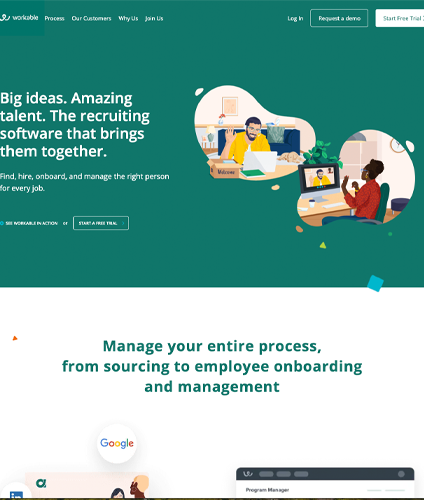 workable Process Our Customers Why Us Join Us Log In Request a demo Start Free Trial
Big ideas. Amazing
talent. The recruiting
software that brings
them together.
Find, hire, onboard, and manage the right person
for every job.
SEE WORKABLE IN ACTION or START A FREE TRIAL
Welcome
Manage your entire process,
from sourcing to employee onboarding
and management
Google
in
Program Manager